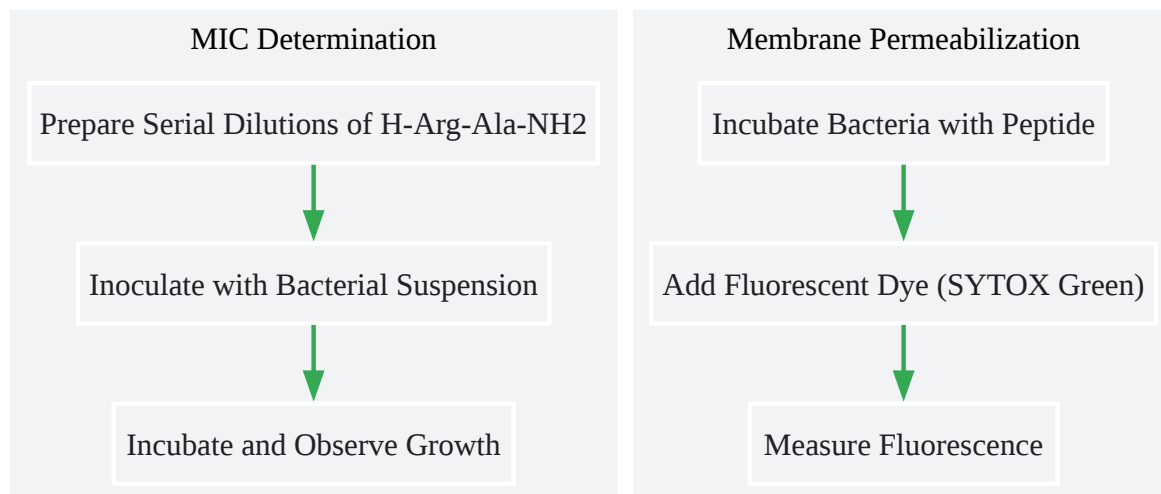 MIC Determination
Prepare Serial Dilutions of H-Arg-Ala-NH2
Inoculate with Bacterial Suspension
Incubate and Observe Growth
Membrane Permeabilization
Incubate Bacteria with Peptide
Add Fluorescent Dye (SYTOX Green)
Measure Fluorescence